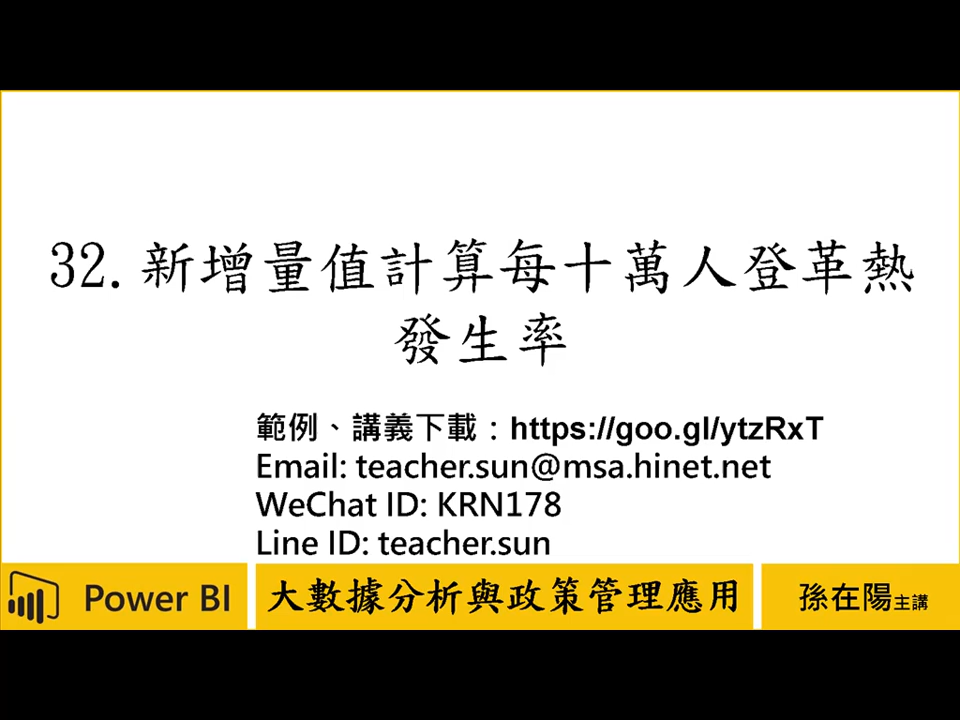 32.新增量值計算每十萬人登革熱
發生率
範例、講義下載：https://goo.gl/ytzRxT
Email: teacher.sun@msa.hinet.net
WeChat ID: KRN178
Line ID: teacher.sun
Power BI
大數據分析與政策管理應用
孫在陽主講